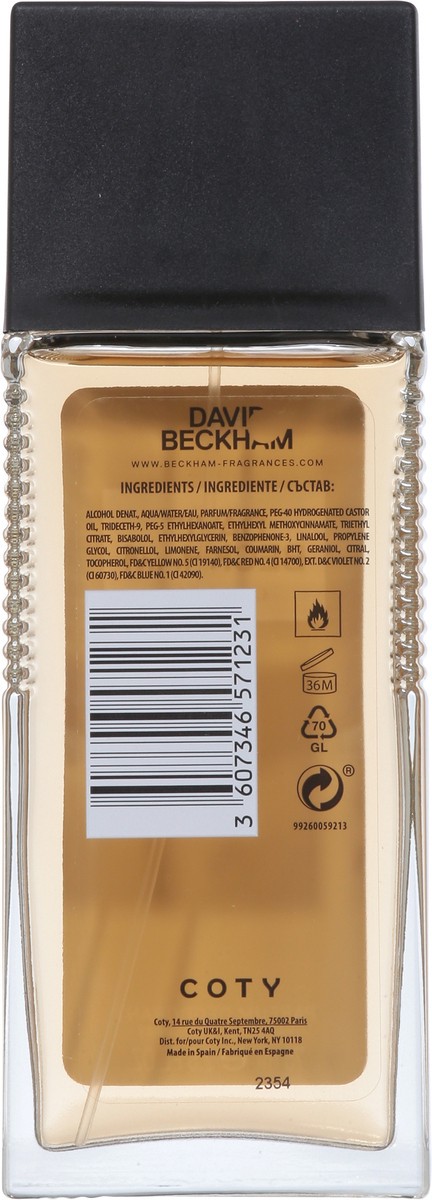 DAVID
BECKHAM
WWW.BECKHAM-FRAGRANCES.COM
INGREDIENTS / INGREDIENTE / СЪСТАВ:
ALCOHOL DENAT., AQUA/WATER/EAU, PARFUM/FRAGRANCE, PEG-40 HYDROGENATED CASTOR
OIL, TRIDECETH-9, PEG-5 ETHYLHEXANOATE, ETHYLHEXYL METHOXYCINNAMATE, TRIETHYL
CITRATE, BISABOLOL, ETHYLHEXYLGLYCERIN, BENZOPHENONE-3, LINALOOL, PROPYLENE
GLYCOL, CITRONELLOL, LIMONENE, FARNESOL, COUMARIN, BHT, GERANIOL, CITRAL,
TOCOPHEROL, FD&C YELLOW NO. 5 (CI 19140), FD&C RED NO. 4 (CI 14700), EXT. D&C VIOLET NO. 2
(CI 60730), FD&C BLUE NO. 1 (CI 42090).
3 607346 571231
36M
70
GL
®
99260059213
COTY
Coty, 14 rue du Quatre Septembre, 75002 Paris
Coty UK&I, Kent, TN25 4AQ
Dist. for/pour Coty Inc., New York, NY 10118
Made in Spain / Fabriqué en Espagne
2354